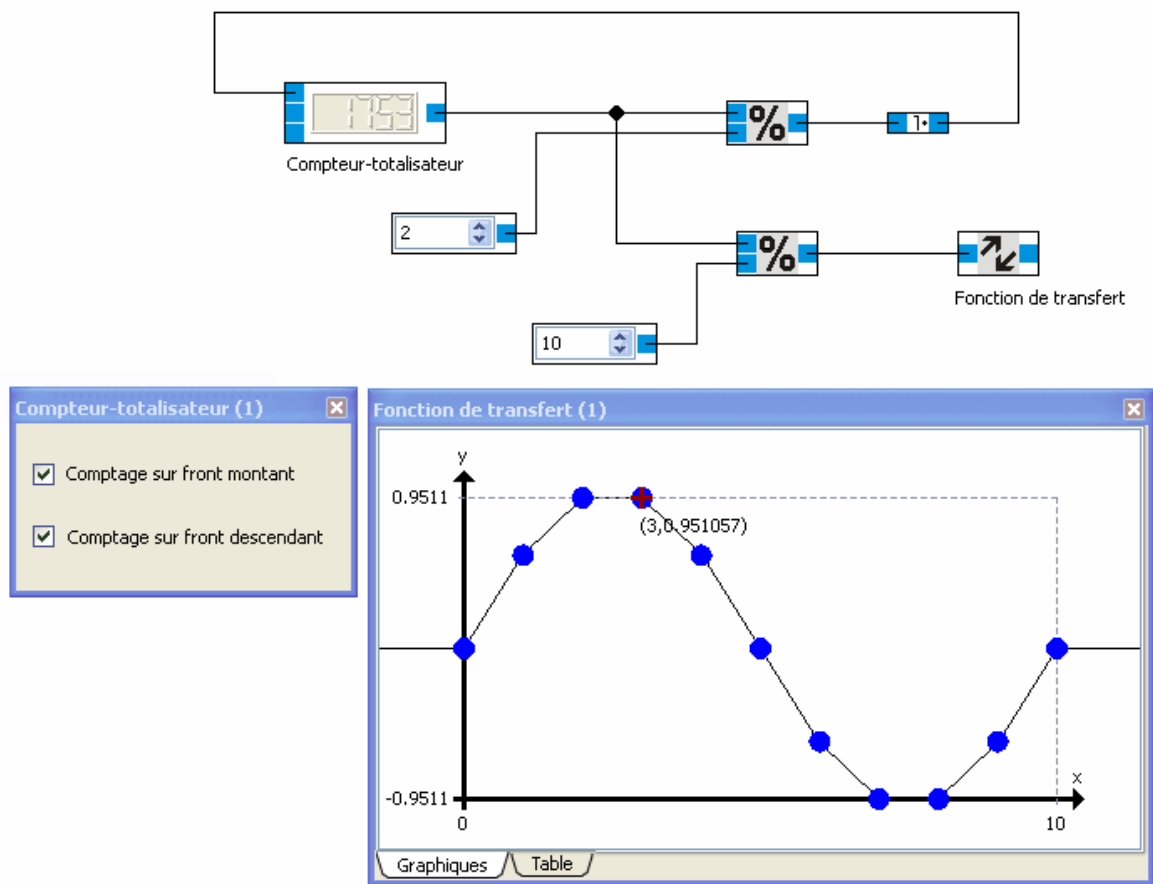 1753
%
Compteur-totalisateur
2
%
Fonction de transfert
10
Compteur-totalisateur (1)
Comptage sur front montant
Comptage sur front descendant
Fonction de transfert (1)
y
0.9511
(3,0.951057)
x
-0.9511
0
10
Graphiques
Table